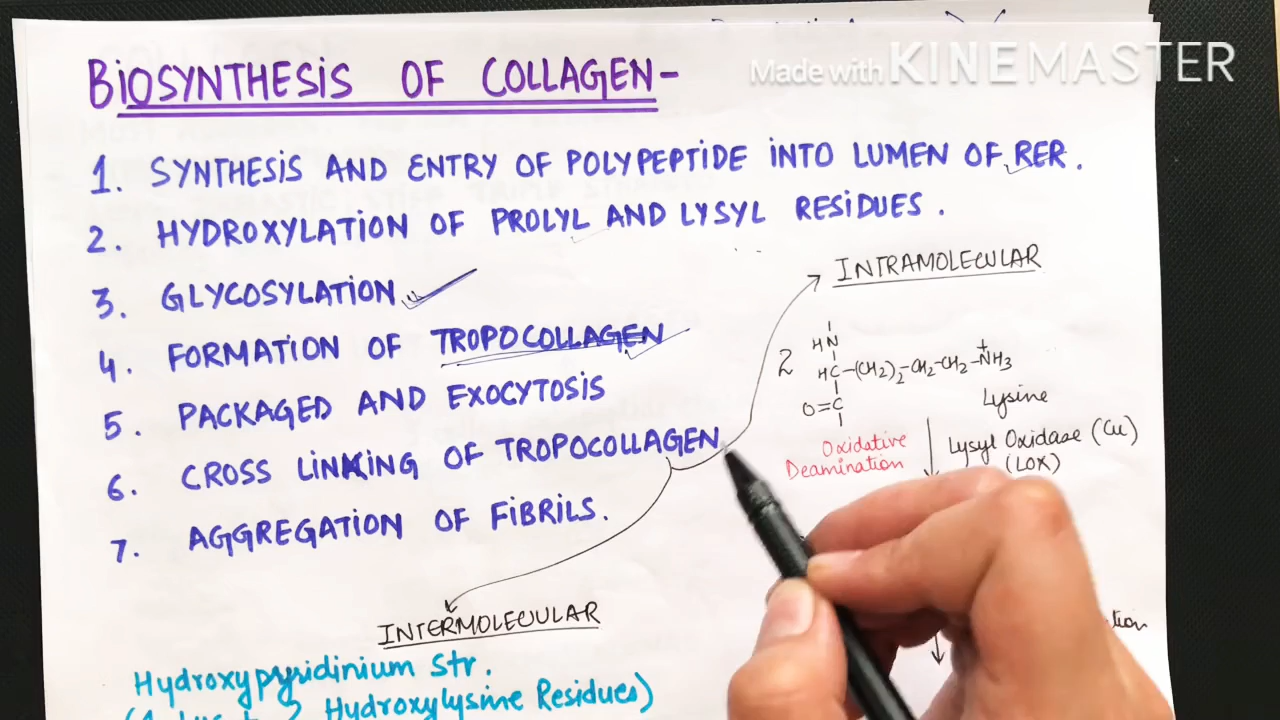 Made with KINEMASTER
BiOSYNTHESiS OF COLLAGEN-
1. SYNTHESIS AND ENTRY OF POLYPEPTIDE iNTO LUMEN OF RER.
2. HYDROXYLATION OF PROLYL AND LYSYL RESiDUES.
3. GLYCOSYLATION
4. FORMATION OF TROPOCOLLAGEN
5. PACKAGED AND EXOCYTOSIS
6. CROSS LINKING OF TROPOCOLLAGEN
7. AGGREGATION OF FiBRILS.
INTRAMOLECULAR
HN
2 HC-(CH2)2-CH2-CH2-NH3
+
O=C
Lysine
Oxidative
Deamination
Lysyl Oxidase (Cu)
(LOX)
INTERMOLECULAR
Hydroxypyridinium Str.
Hydroxylysine Residues)